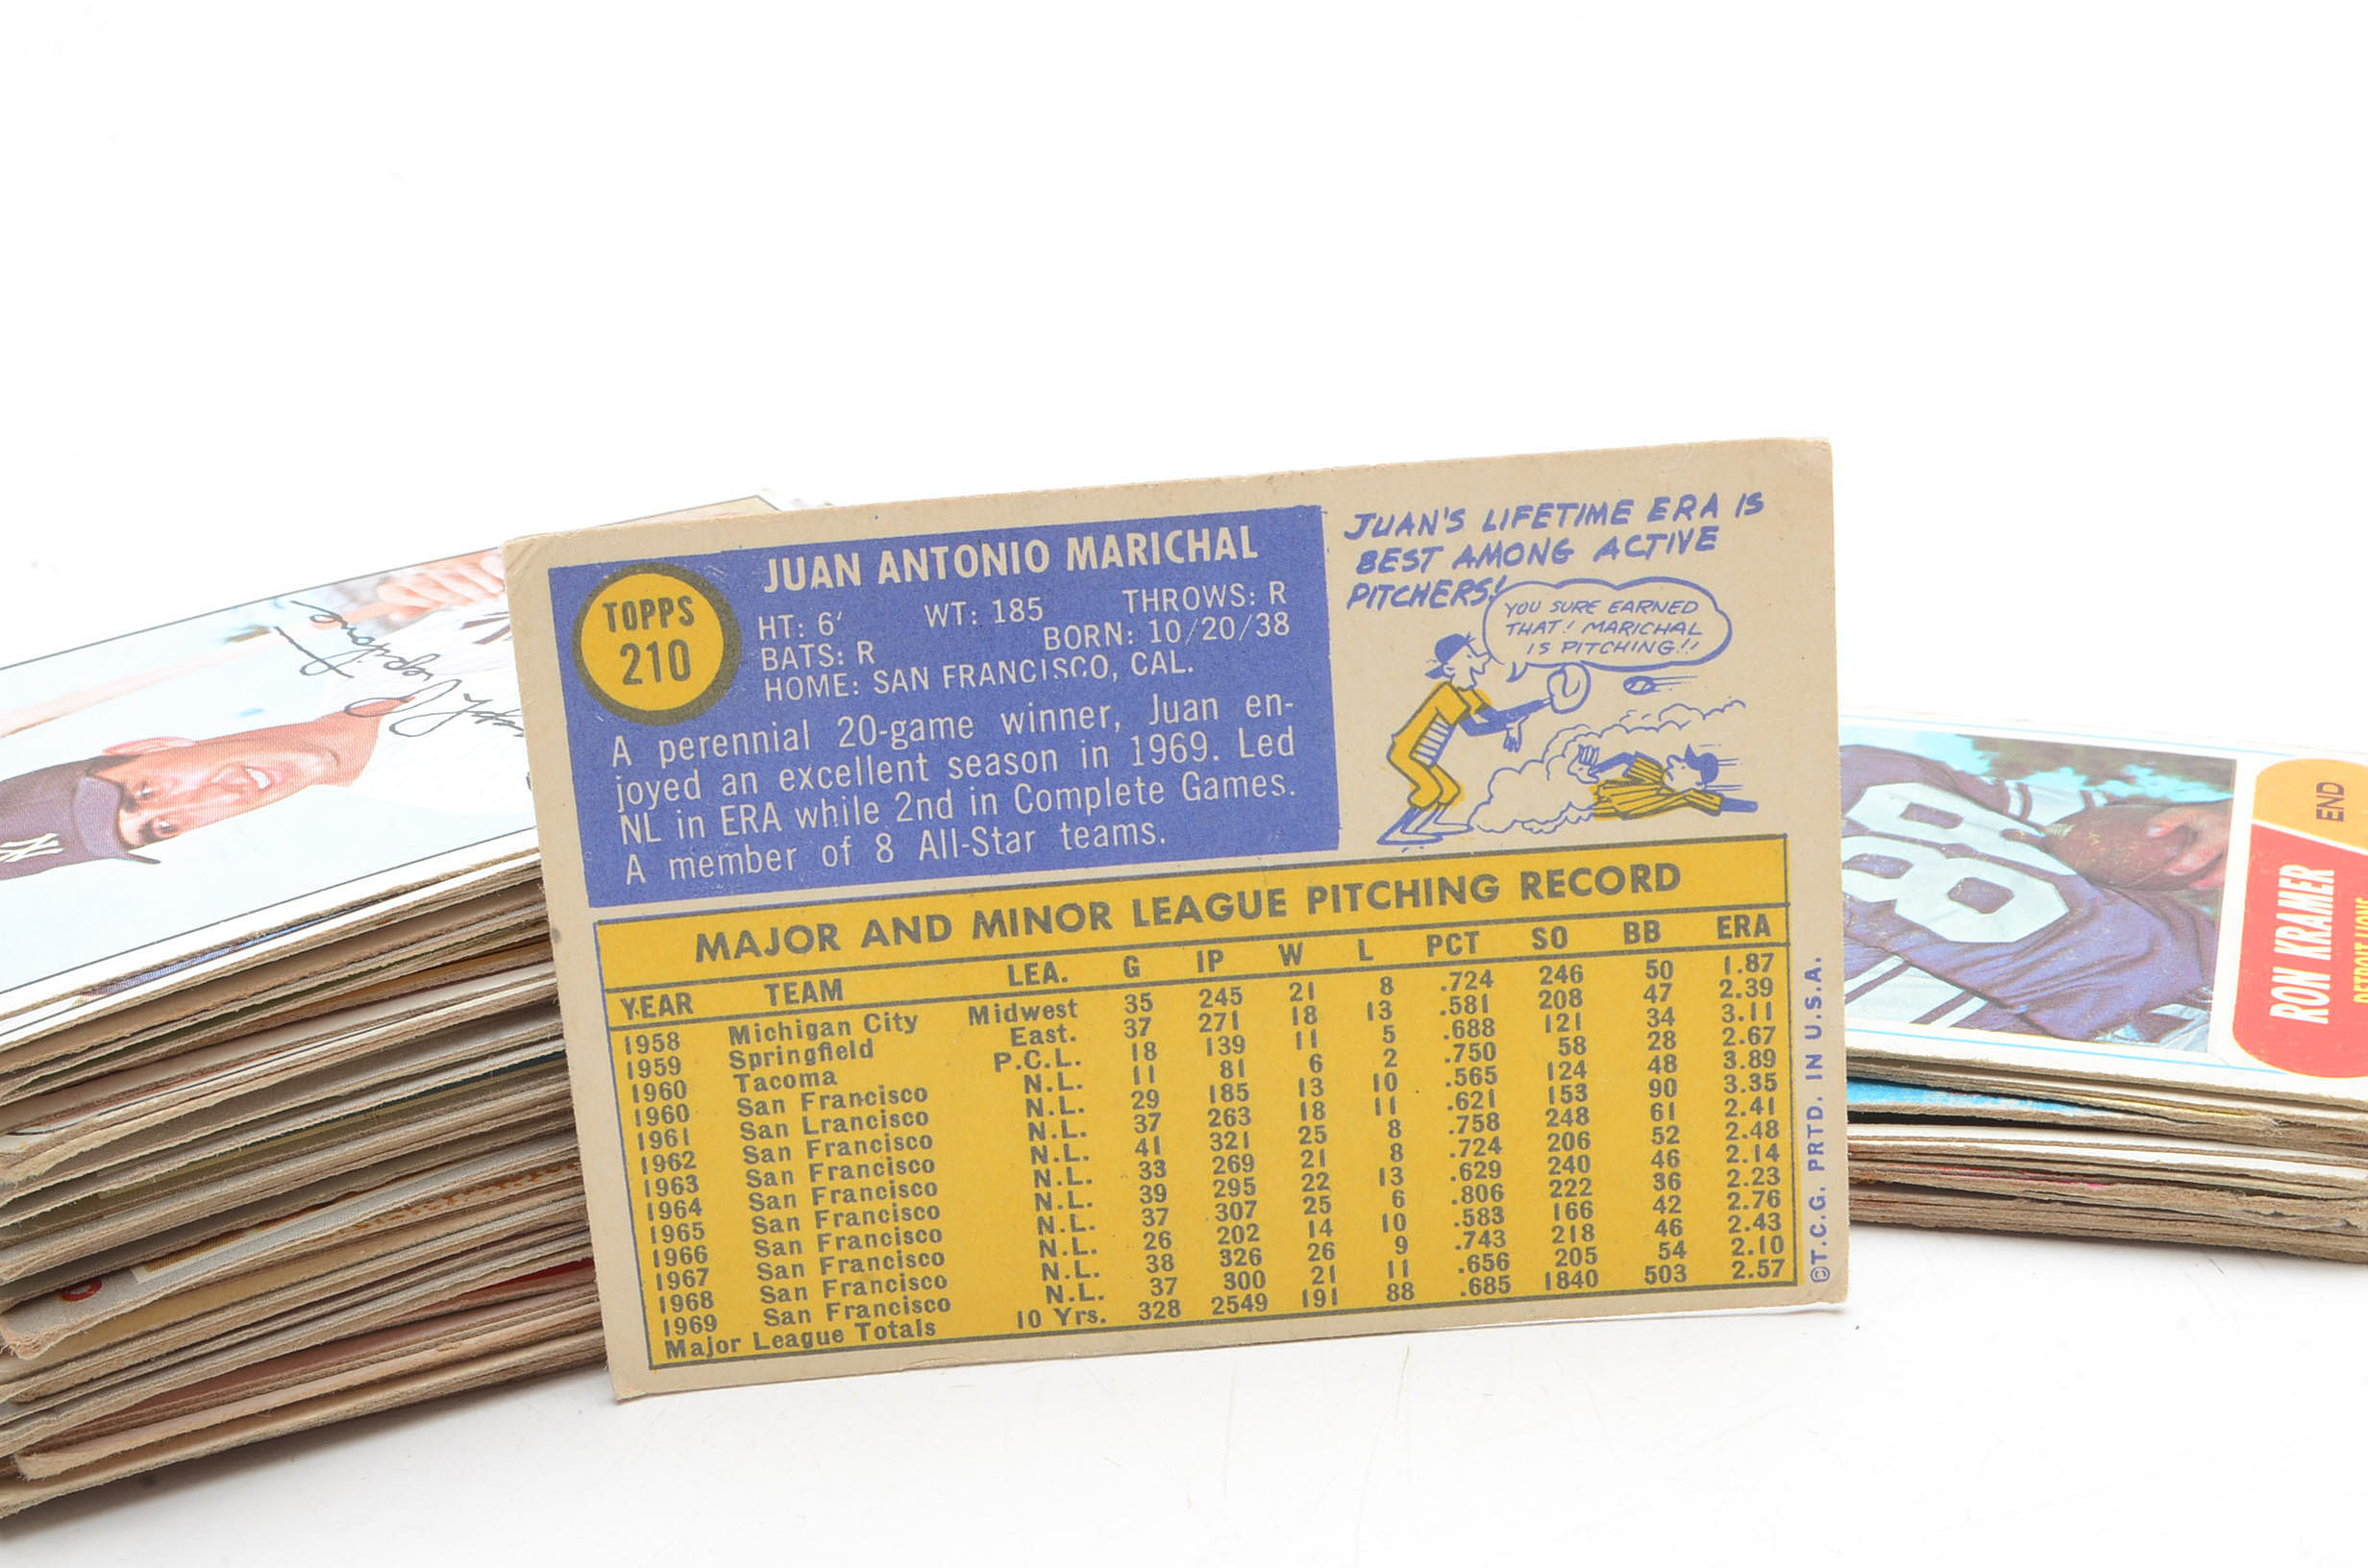 TOPPS
210
JUAN ANTONIO MARICHAL
HT: 6' WT: 185 THROWS: R
BATS: R BORN: 10/20/38
HOME: SAN FRANCISCO, CAL.
A perennial 20-game winner, Juan en-
joyed an excellent season in 1969. Led
NL in ERA while 2nd in Complete Games.
A member of 8 All-Star teams.
JUAN'S LIFETIME ERA IS
BEST AMONG ACTIVE
PITCHERS!
YOU SURE EARNED
THAT! MARICHAL
IS PITCHING!!
MAJOR AND MINOR LEAGUE PITCHING RECORD
YEAR TEAM LEA. G IP W L PCT SO BB ERA
1958 Michigan City Midwest 35 245 21 8 .724 246 50 1.87
1959 Springfield East. 37 271 18 13 .581 208 47 2.39
1960 Tacoma P.C.L. 18 139 11 5 .688 121 34 3.11
1960 San Francisco N.L. 11 81 6 2 .750 58 28 2.67
1961 San Lrancisco N.L. 29 185 13 10 .565 124 48 3.89
1962 San Francisco N.L. 37 263 18 11 .621 153 90 3.35
1963 San Francisco N.L. 41 321 25 8 .758 248 61 2.41
1964 San Francisco N.L. 33 269 21 8 .724 206 52 2.48
1965 San Francisco N.L. 39 295 22 13 .629 240 46 2.14
1966 San Francisco N.L. 37 307 25 6 .806 222 36 2.23
1967 San Francisco N.L. 26 202 14 10 .583 166 42 2.76
1968 San Francisco N.L. 38 326 26 9 .743 218 46 2.43
1969 San Francisco N.L. 37 300 21 11 .656 205 54 2.10
Major League Totals 10 Yrs. 328 2549 191 88 .685 1840 503 2.57
©T.C.G. PRTD. IN U.S.A.
Pepitone
NY
88
END
RON KRAMER
DETROIT LIONS